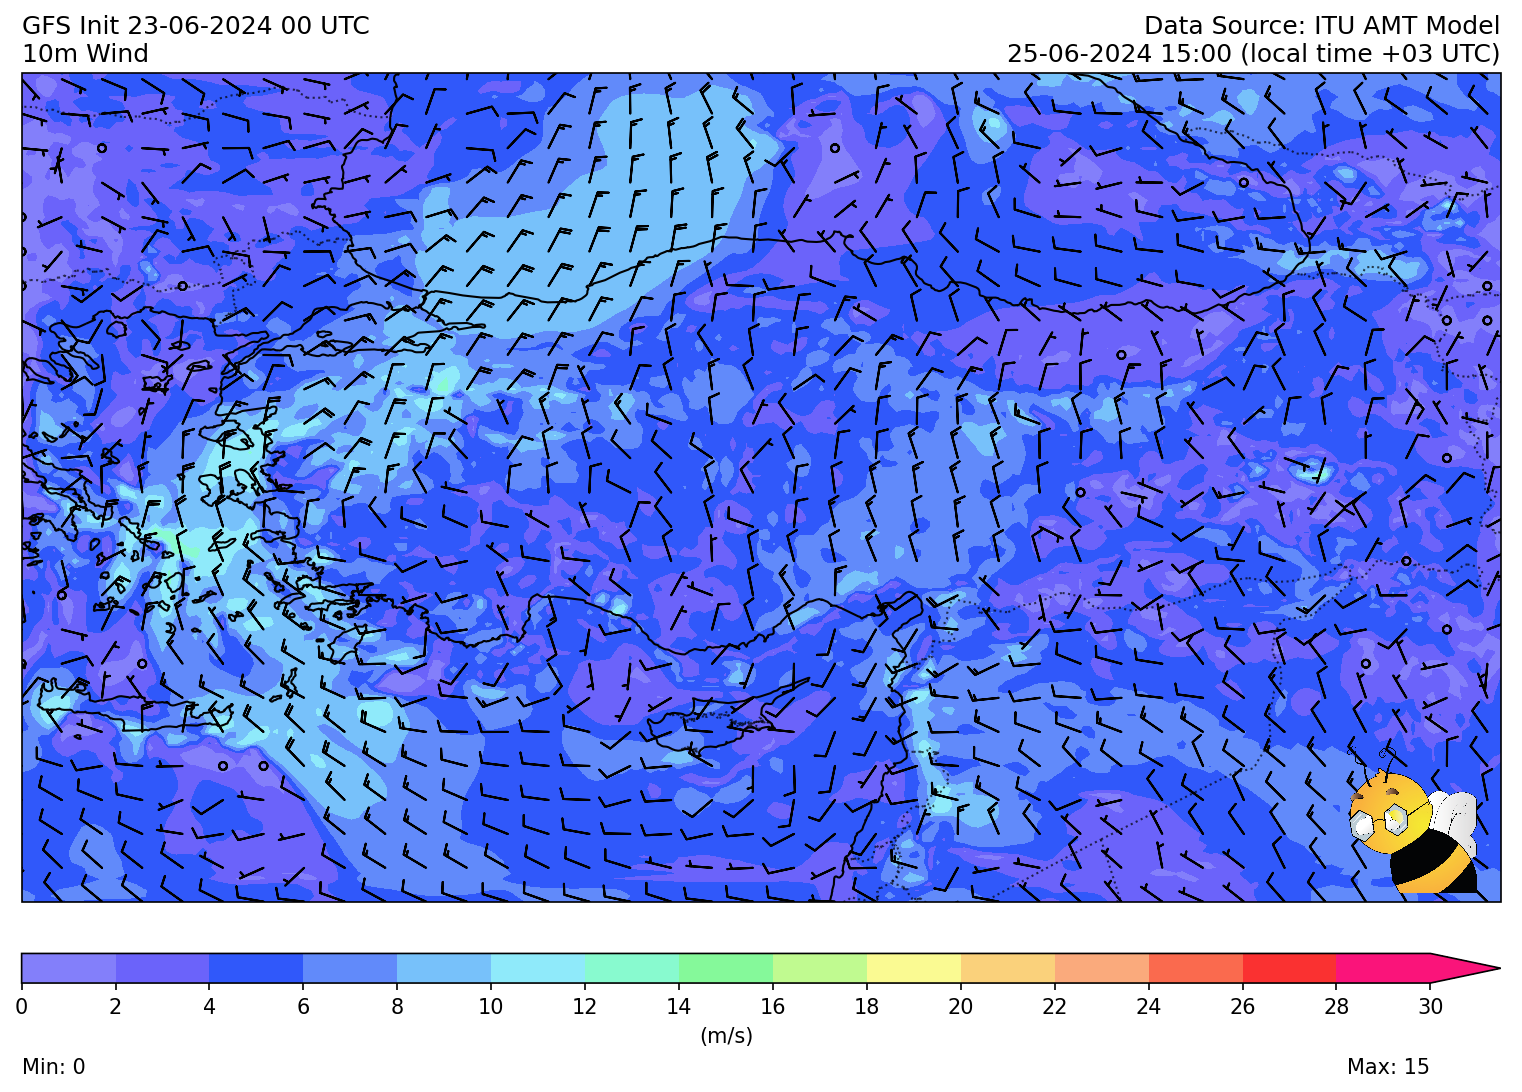 GFS Init 23-06-2024 00 UTC
Data Source: ITU AMT Model
10m Wind
25-06-2024 15:00 (local time +03 UTC)
0 2 4 6 8 10 12 14 16 18 20 22 24 26 28 30
(m/s)
Min: 0
Max: 15